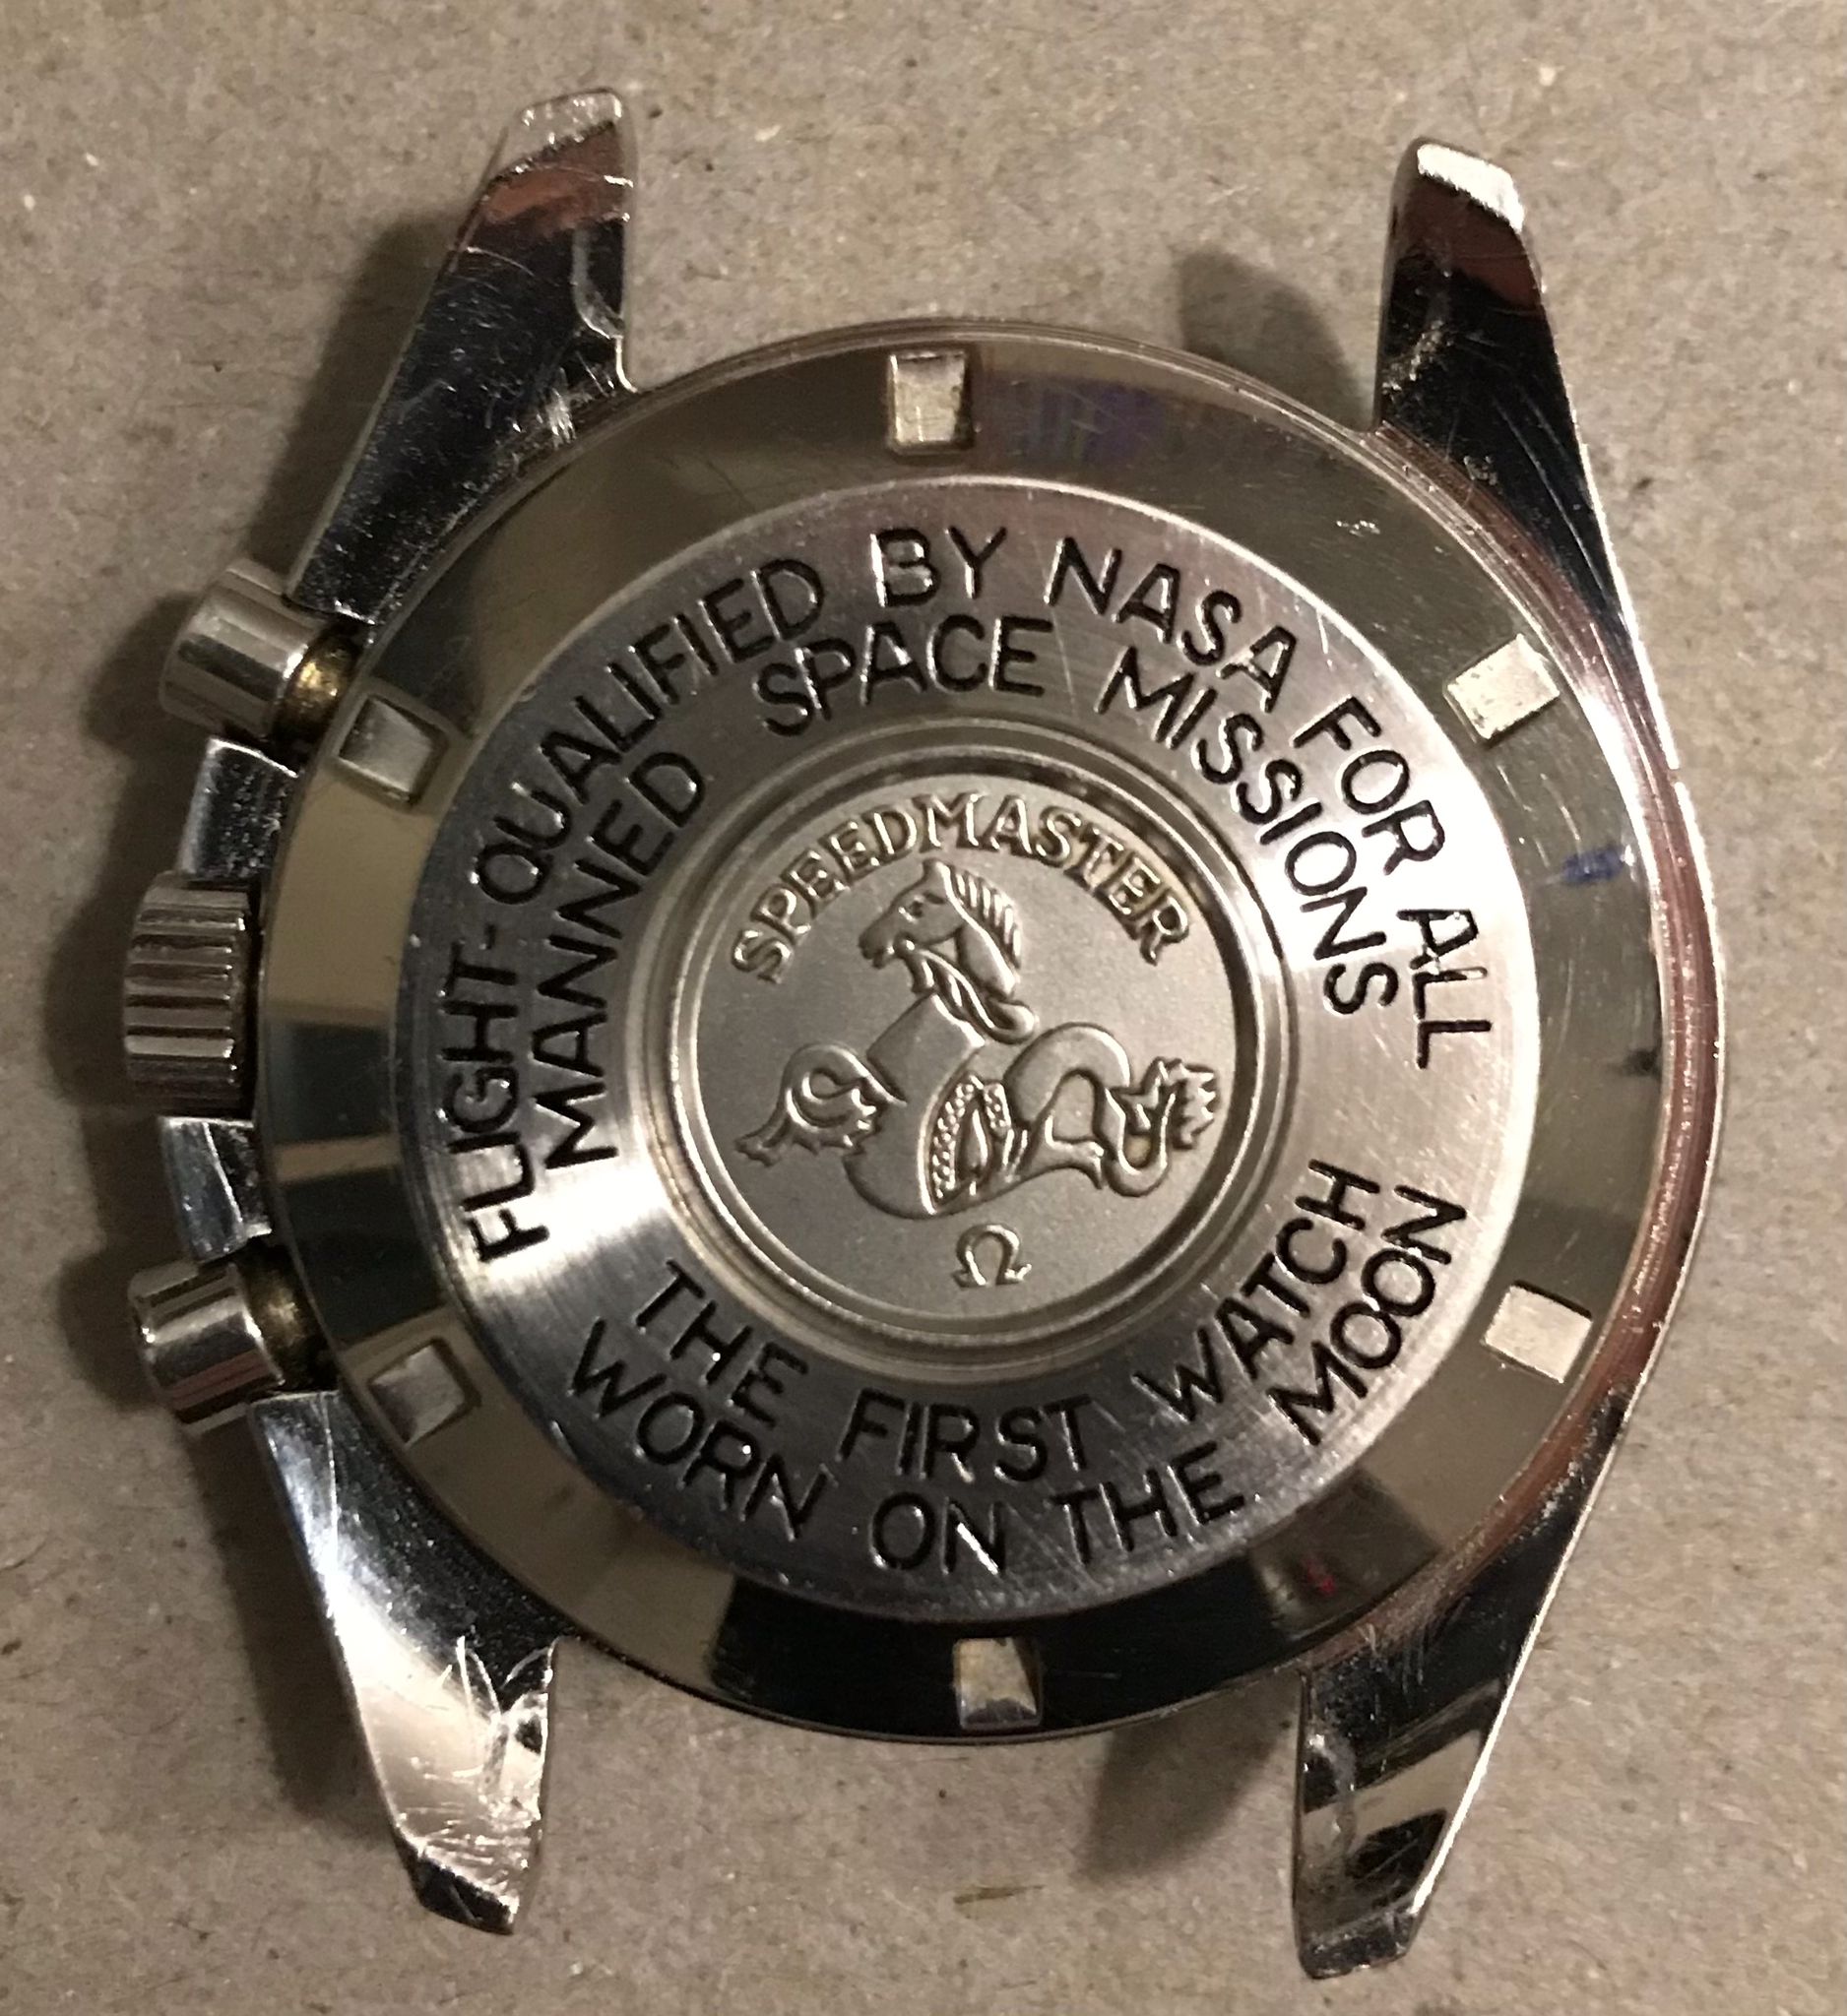 FLIGHT-QUALIFIED BY NASA FOR ALL
MANNED SPACE MISSIONS
SPEEDMASTER
Ω
THE FIRST WATCH
WORN ON THE MOON